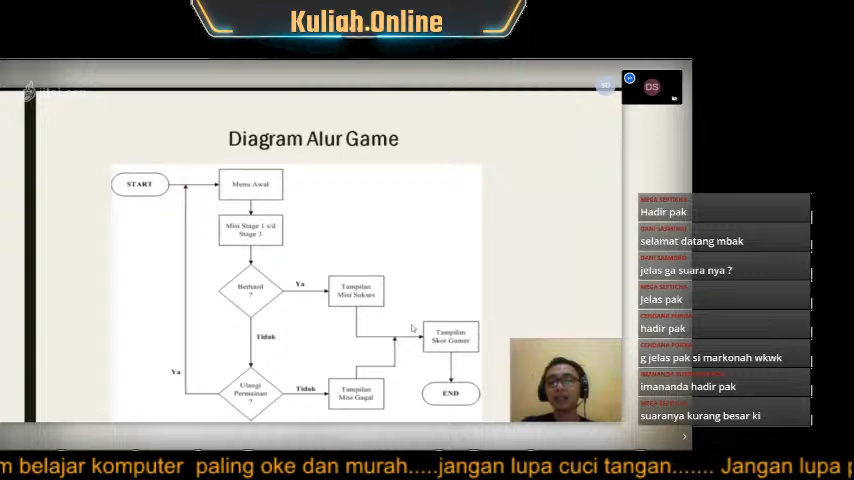 Kuliah.Online
DS
Diagram Alur Game
START
Menu Awal
Misi Stage 1 s/d
Stage 3
Berhasil
?
Ya
Tampilan
Misi Sukses
Tidak
Tampilan
Skor Gamer
Ya
Ulangi
Permainan
?
Tidak
Tampilan
Misi Gagal
END
Hadir pak
selamat datang mbak
jelas ga suara nya ?
Jelas pak
hadir pak
g jelas pak si markonah wkwk
imananda hadir pak
suaranya kurang besar ki
m belajar komputer paling oke dan murah.....jangan lupa cuci tangan....... Jangan lupa p